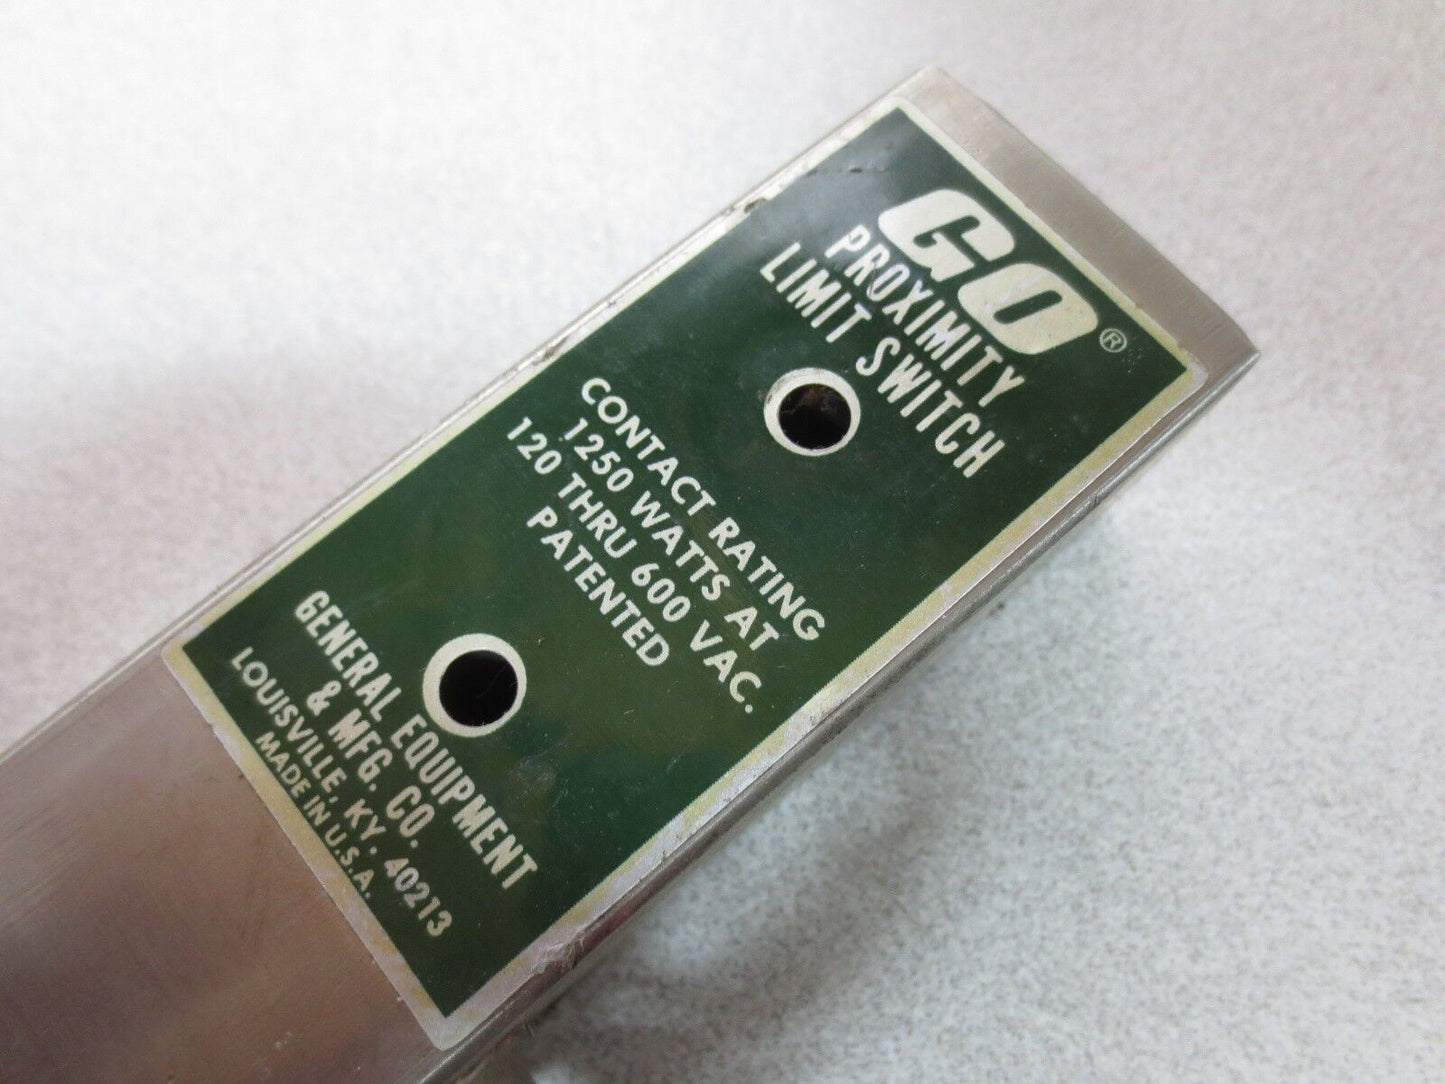 GO®
PROXIMITY
LIMIT SWITCH
CONTACT RATING
1250 WATTS AT
120 THRU 600 VAC.
PATENTED
GENERAL EQUIPMENT
& MFG. CO.
LOUISVILLE, KY. 40213
MADE IN U.S.A.